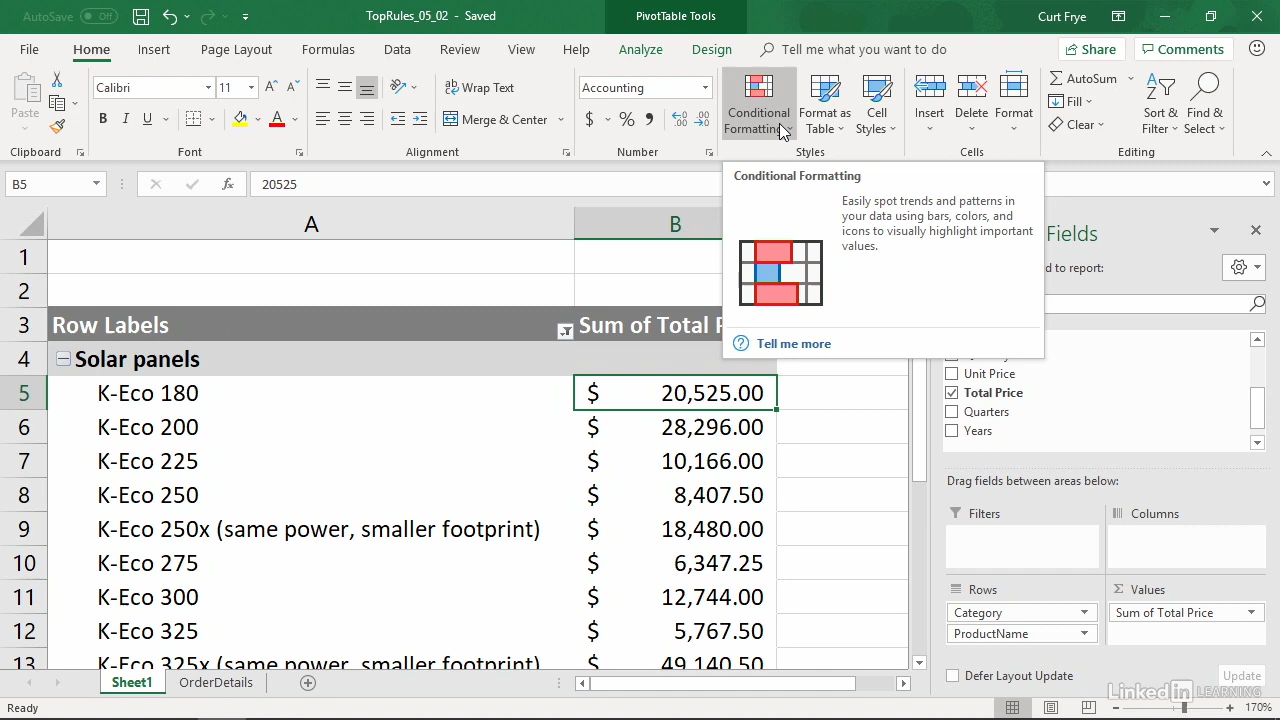 AutoSave Off
TopRules_05_02 - Saved
PivotTable Tools
Curt Frye
File Home Insert Page Layout Formulas Data Review View Help Analyze Design Tell me what you want to do Share Comments
Paste
Calibri 11
B I U A
Wrap Text
Merge & Center
Accounting
$ % ,
Conditional Formatting
Format as Table
Cell Styles
Insert Delete Format
AutoSum
Fill
Clear
Sort & Filter
Find & Select
Clipboard Font Alignment Number Styles Cells Editing
B5 fx 20525
Conditional Formatting
Easily spot trends and patterns in
your data using bars, colors, and
icons to visually highlight important
values.
Tell me more
A B
1
2
3 Row Labels Sum of Total P
4 Solar panels
5 K-Eco 180 $ 20,525.00
6 K-Eco 200 $ 28,296.00
7 K-Eco 225 $ 10,166.00
8 K-Eco 250 $ 8,407.50
9 K-Eco 250x (same power, smaller footprint) $ 18,480.00
10 K-Eco 275 $ 6,347.25
11 K-Eco 300 $ 12,744.00
12 K-Eco 325 $ 5,767.50
13 K-Eco 325x (same power, smaller footprint) $ 49,140.50
Fields
d to report:
Unit Price
Total Price
Quarters
Years
Drag fields between areas below:
Filters
Columns
Rows
Category
ProductName
Σ Values
Sum of Total Price
Defer Layout Update Update
Sheet1 OrderDetails
Linked in LEARNING
Ready
170%